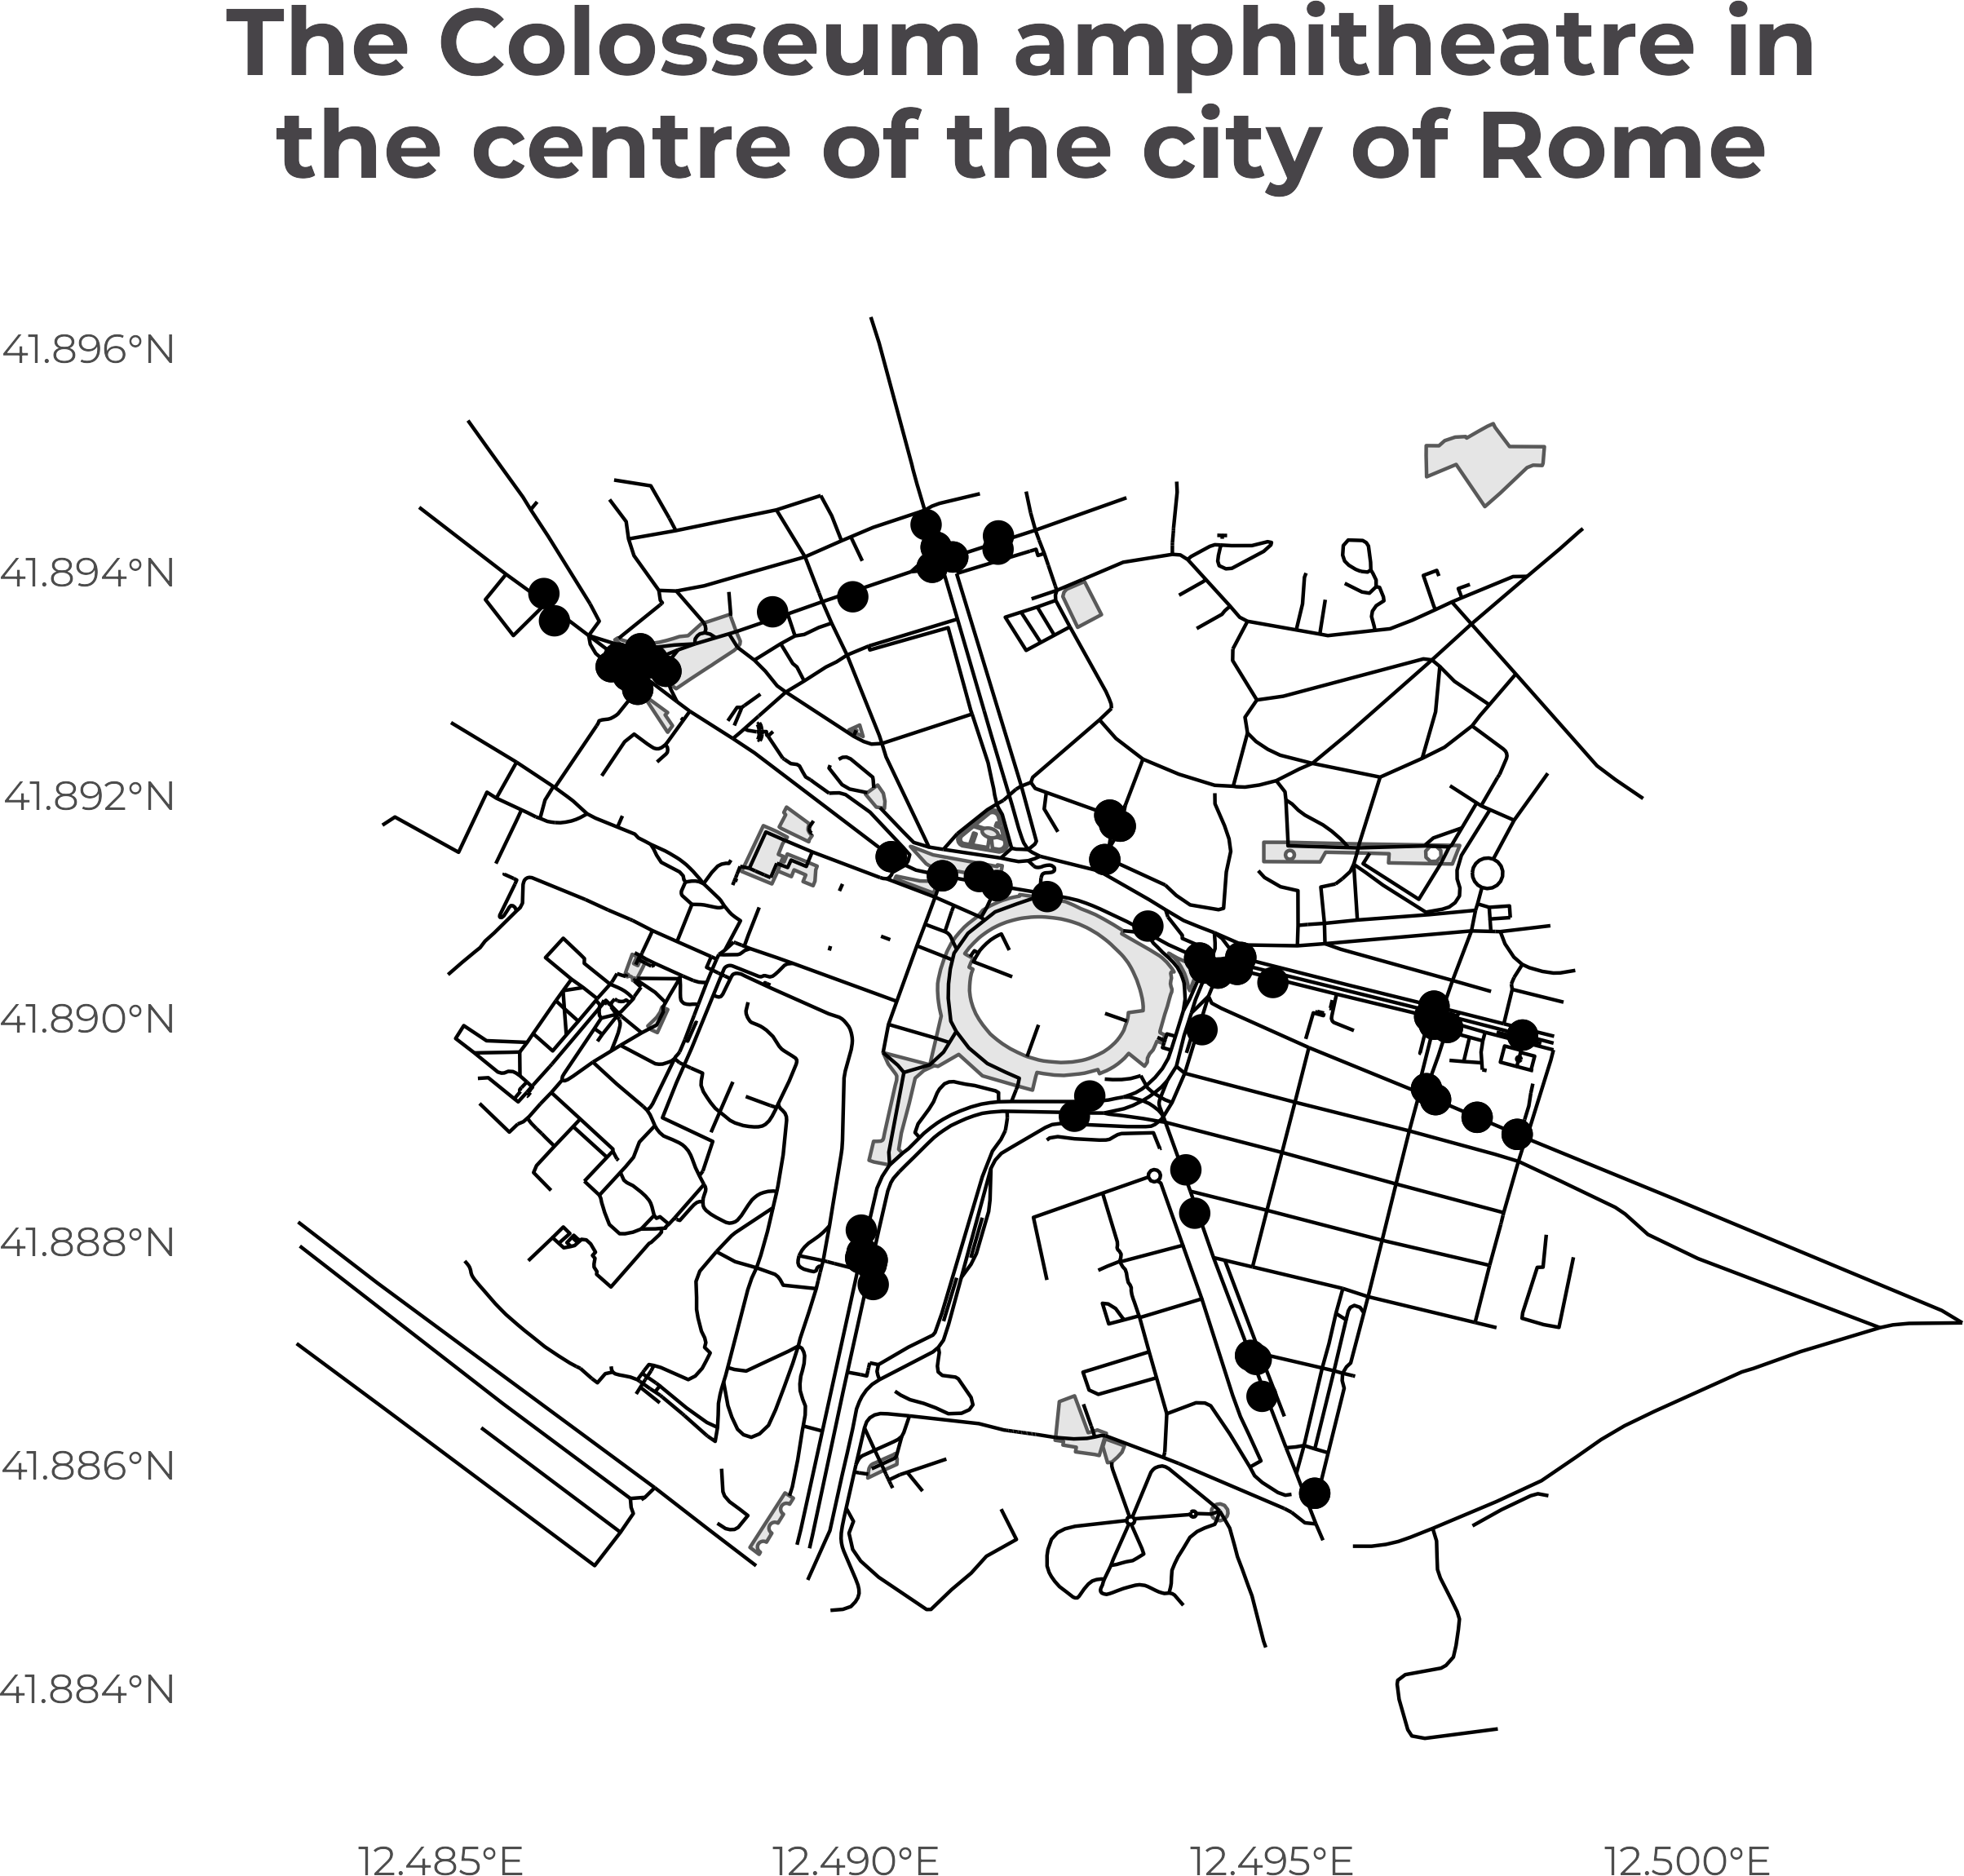 The Colosseum amphitheatre in
the centre of the city of Rome
41.896°N
41.894°N
41.892°N
41.890°N
41.888°N
41.886°N
41.884°N
12.485°E 12.490°E 12.495°E 12.500°E